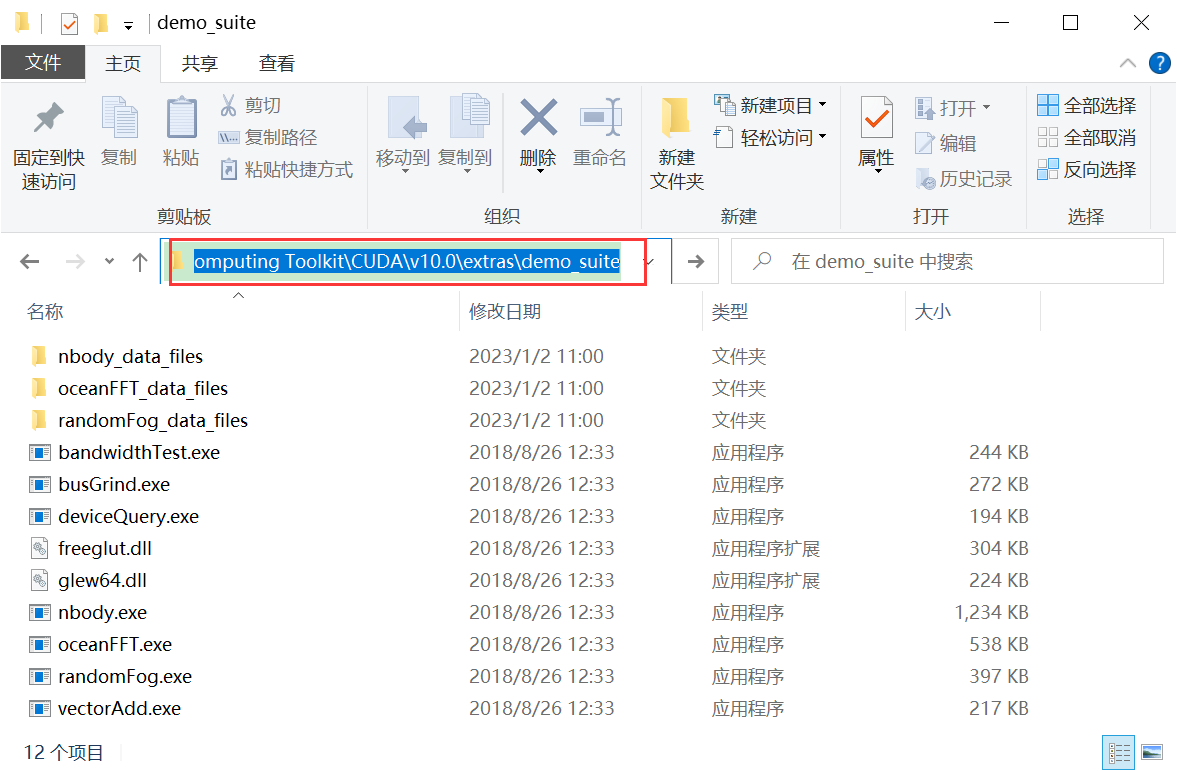 demo_suite
文件 主页 共享 查看
固定到快速访问 复制 粘贴 剪切 复制路径 粘贴快捷方式 移动到 复制到 删除 重命名 新建文件夹 新建项目 轻松访问 属性 打开 编辑 历史记录 全部选择 全部取消 反向选择
剪贴板 组织 新建 打开 选择
omputing Toolkit\CUDA\v10.0\extras\demo_suite 在 demo_suite 中搜索
名称 修改日期 类型 大小
nbody_data_files 2023/1/2 11:00 文件夹
oceanFFT_data_files 2023/1/2 11:00 文件夹
randomFog_data_files 2023/1/2 11:00 文件夹
bandwidthTest.exe 2018/8/26 12:33 应用程序 244 KB
busGrind.exe 2018/8/26 12:33 应用程序 272 KB
deviceQuery.exe 2018/8/26 12:33 应用程序 194 KB
freeglut.dll 2018/8/26 12:33 应用程序扩展 304 KB
glew64.dll 2018/8/26 12:33 应用程序扩展 224 KB
nbody.exe 2018/8/26 12:33 应用程序 1,234 KB
oceanFFT.exe 2018/8/26 12:33 应用程序 538 KB
randomFog.exe 2018/8/26 12:33 应用程序 397 KB
vectorAdd.exe 2018/8/26 12:33 应用程序 217 KB
12 个项目